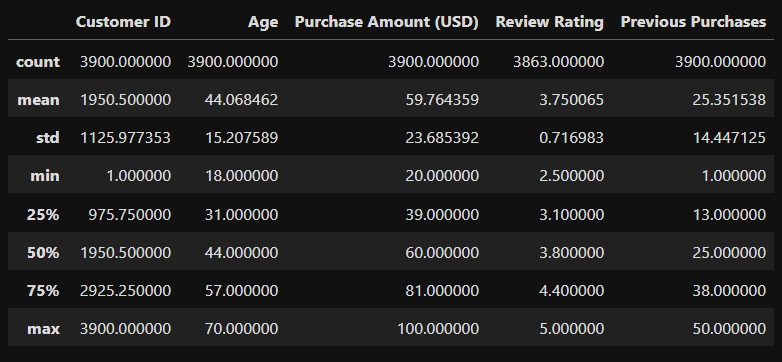 Customer ID Age Purchase Amount (USD) Review Rating Previous Purchases
count 3900.000000 3900.000000 3900.000000 3863.000000 3900.000000
mean 1950.500000 44.068462 59.764359 3.750065 25.351538
std 1125.977353 15.207589 23.685392 0.716983 14.447125
min 1.000000 18.000000 20.000000 2.500000 1.000000
25% 975.750000 31.000000 39.000000 3.100000 13.000000
50% 1950.500000 44.000000 60.000000 3.800000 25.000000
75% 2925.250000 57.000000 81.000000 4.400000 38.000000
max 3900.000000 70.000000 100.000000 5.000000 50.000000